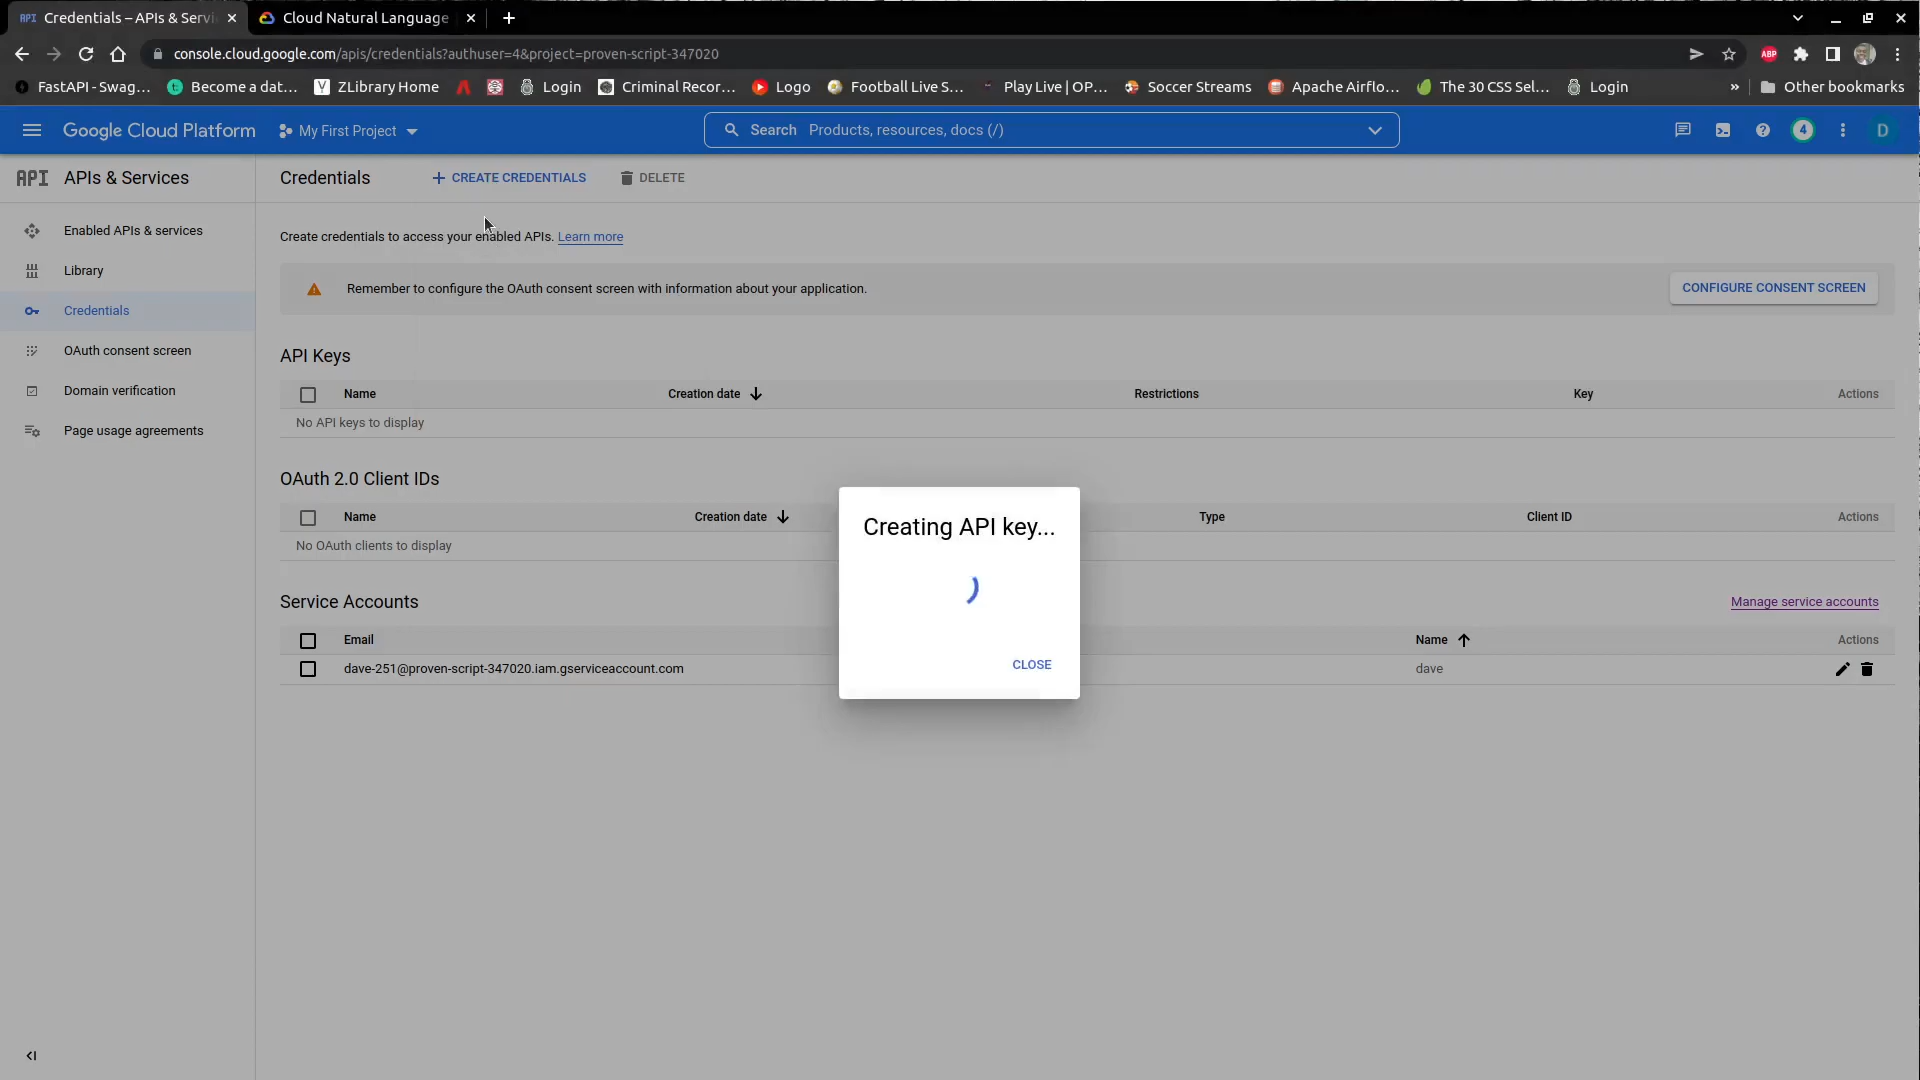 API Credentials – APIs & Servi
Cloud Natural Language
console.cloud.google.com/apis/credentials?authuser=4&project=proven-script-347020
ABP
FastAPI - Swag...
Become a dat...
ZLibrary Home
Login
Criminal Recor...
Logo
Football Live S...
Play Live | OP...
Soccer Streams
Apache Airflo...
The 30 CSS Sel...
Login
»
Other bookmarks
Google Cloud Platform
My First Project
Search Products, resources, docs (/)
4
D
API APIs & Services
Credentials
+ CREATE CREDENTIALS
DELETE
Enabled APIs & services
Library
Credentials
OAuth consent screen
Domain verification
Page usage agreements
Create credentials to access your enabled APIs. Learn more
Remember to configure the OAuth consent screen with information about your application.
CONFIGURE CONSENT SCREEN
API Keys
Name Creation date Restrictions Key Actions
No API keys to display
OAuth 2.0 Client IDs
Name Creation date Type Client ID Actions
No OAuth clients to display
Creating API key...
CLOSE
Service Accounts
Manage service accounts
Email Name Actions
dave-251@proven-script-347020.iam.gserviceaccount.com dave